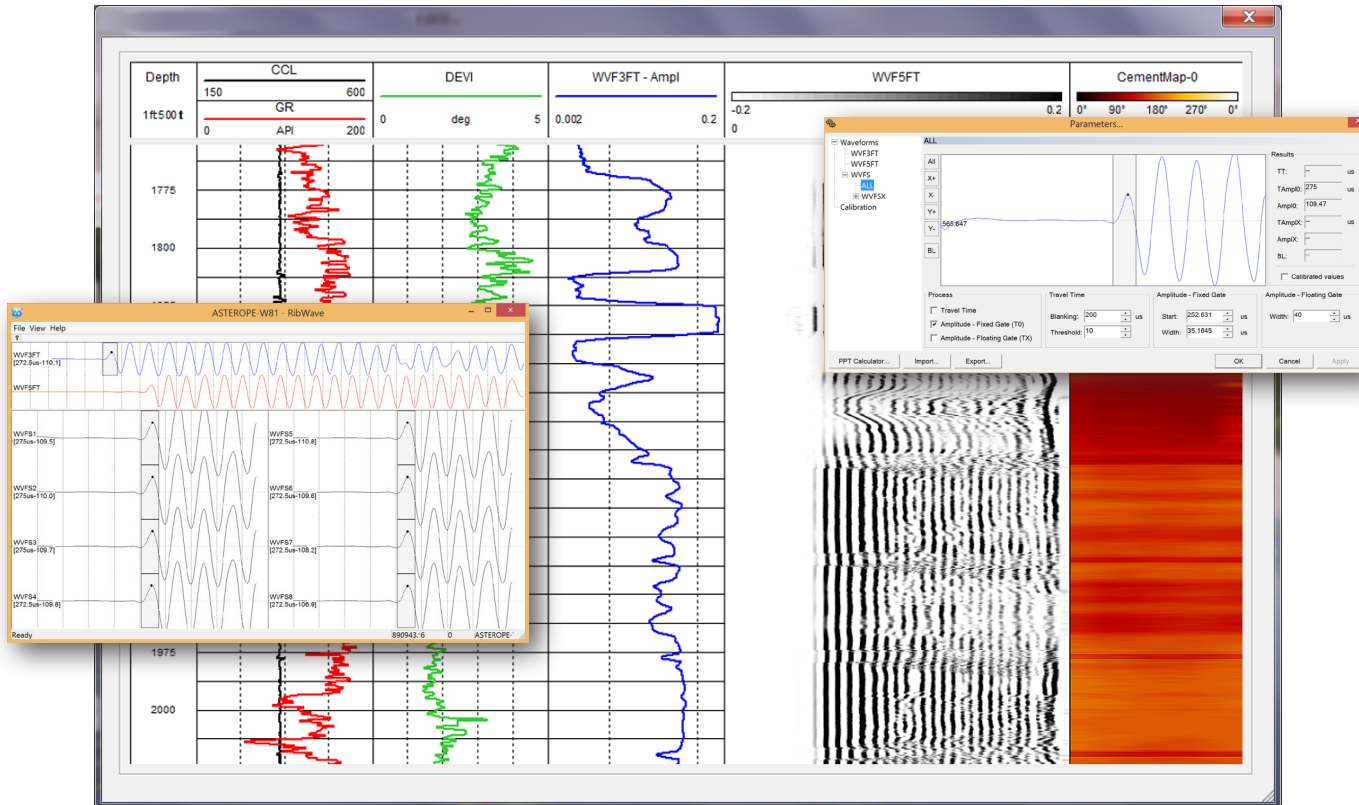 Depth
1ft:500ft
CCL
150 600
GR
0 API 200
DEVI
0 deg 5
WVF3FT - Ampl
0.002 0.2
WVF5FT
-0.2 0.2
0
CementMap-0
0° 90° 180° 270° 0°
1775
1800
1975
2000
Parameters...
Waveforms
WVF3FT
WVF5FT
WVFS
ALL
WVFSX
Calibration
ALL
All
X+
X-
Y+
Y-
BL
568.647
Results
TT: -- us
TAmpl0: 275 us
Ampl0: 109.47
TAmplX: -- us
AmplX: --
BL: --
Calibrated values
Process
Travel Time
Amplitude - Fixed Gate (T0)
Amplitude - Floating Gate (TX)
Travel Time
Blanking: 200 us
Threshold: 10
Amplitude - Fixed Gate
Start: 252.031 us
Width: 35.1645 us
Amplitude - Floating Gate
Width: 40 us
PPT Calculator...
Import...
Export...
OK
Cancel
Apply
ASTEROPE-W81 - RibWave
File View Help
WVF3FT
[272.5us-110.1]
WVF5FT
WVFS1
[275us-109.5]
WVFS2
[275us-110.0]
WVFS3
[275us-109.7]
WVFS4
[272.5us-109.8]
WVFS5
[272.5us-110.8]
WVFS6
[272.5us-109.6]
WVFS7
[272.5us-108.2]
WVFS8
[272.5us-106.9]
Ready 0 ASTEROPE-